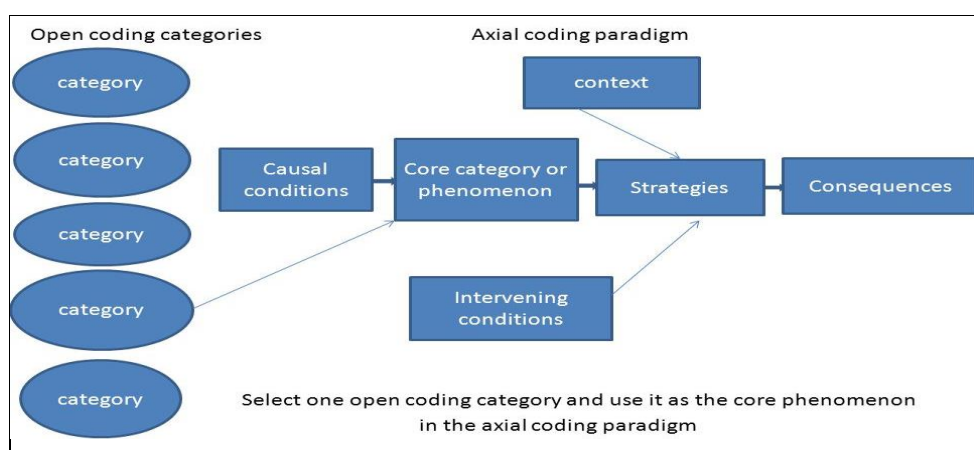 Open coding categories
Axial coding paradigm
category
context
category
Causal
conditions
Core category or
phenomenon
Strategies
Consequences
category
category
Intervening
conditions
category
Select one open coding category and use it as the core phenomenon
in the axial coding paradigm